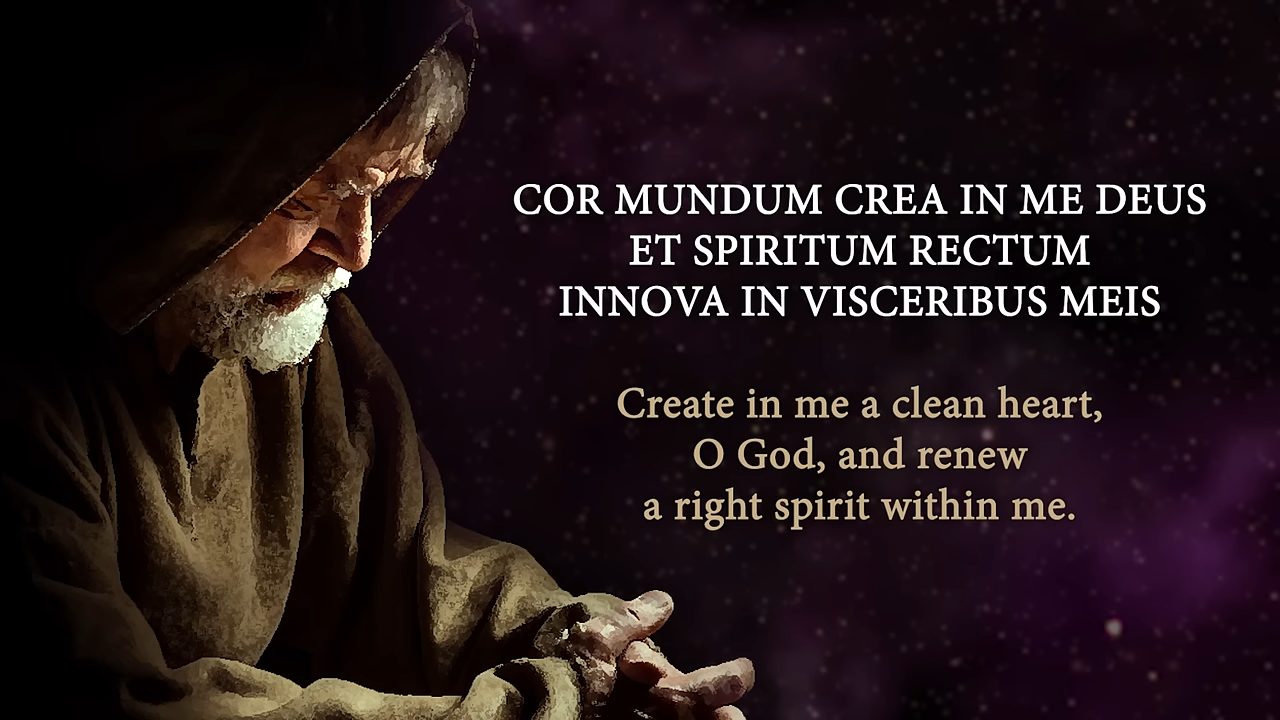 COR MUNDUM CREA IN ME DEUS
ET SPIRITUM RECTUM
INNOVA IN VISCERIBUS MEIS
Create in me a clean heart,
O God, and renew
a right spirit within me.